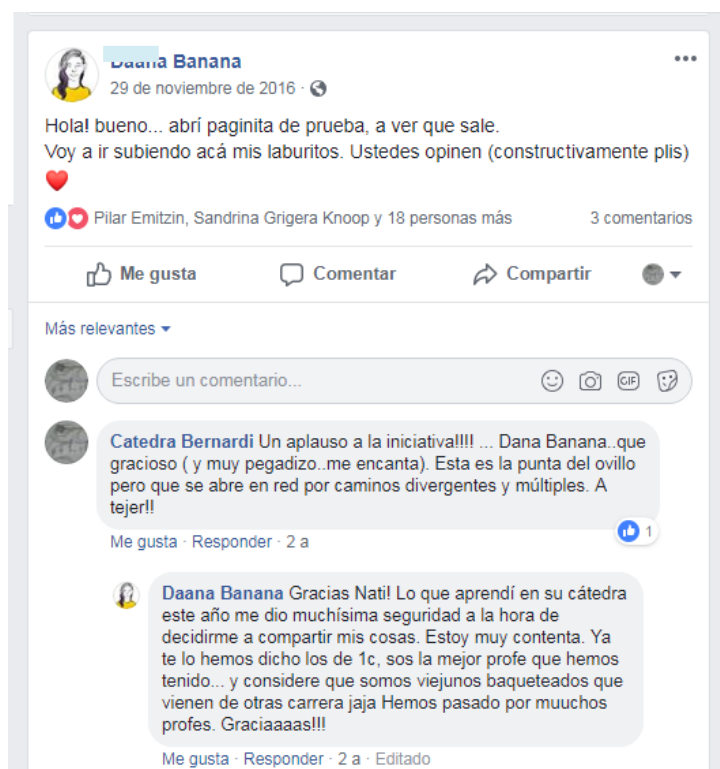 Daana Banana
29 de noviembre de 2016 ·
Hola! bueno... abrí paginita de prueba, a ver que sale.
Voy a ir subiendo acá mis laburitos. Ustedes opinen (constructivamente plis)
Pilar Emitzin, Sandrina Grigera Knoop y 18 personas más 3 comentarios
Me gusta Comentar Compartir
Más relevantes
Escribe un comentario... GIF
Catedra Bernardi Un aplauso a la iniciativa!!!! ... Dana Banana..que
gracioso ( y muy pegadizo..me encanta). Esta es la punta del ovillo
pero que se abre en red por caminos divergentes y múltiples. A
tejer!!
1
Me gusta · Responder · 2 a
Daana Banana Gracias Nati! Lo que aprendí en su cátedra
este año me dio muchísima seguridad a la hora de
decidirme a compartir mis cosas. Estoy muy contenta. Ya
te lo hemos dicho los de 1c, sos la mejor profe que hemos
tenido... y considere que somos viejunos baqueteados que
vienen de otras carrera jaja Hemos pasado por muuchos
profes. Graciaaaas!!!
Me gusta · Responder · 2 a · Editado